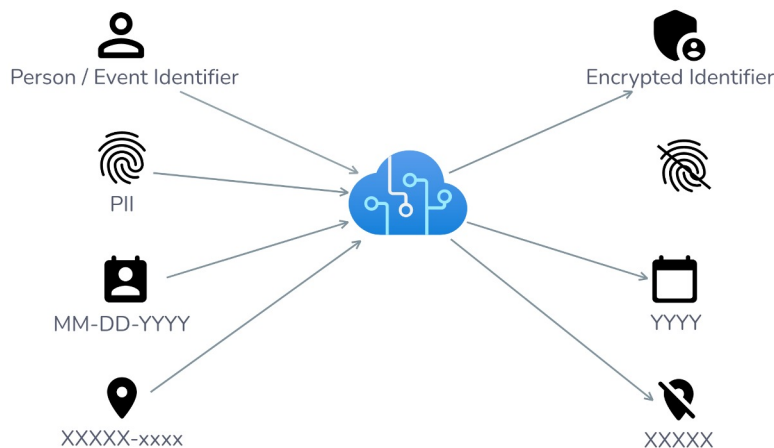 Person / Event Identifier
Encrypted Identifier
PII
MM-DD-YYYY
YYYY
XXXXX-xxxx
XXXXX